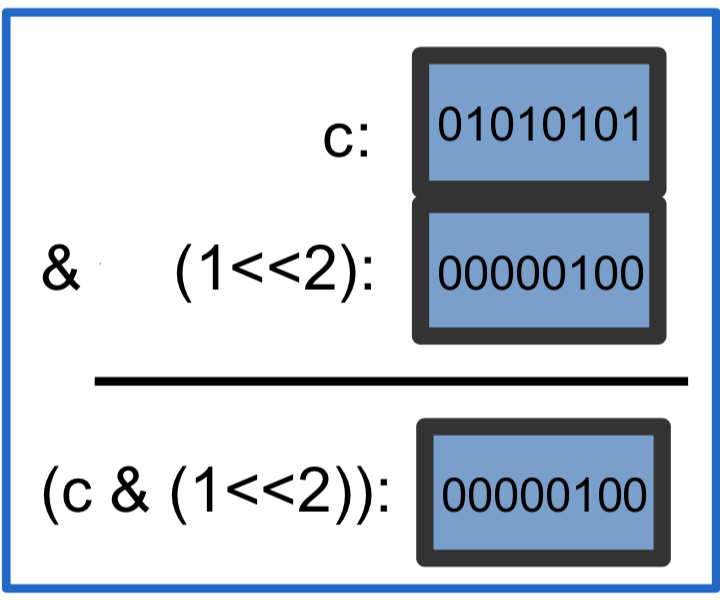 c: 01010101
& (1<<2): 00000100
(c & (1<<2)): 00000100